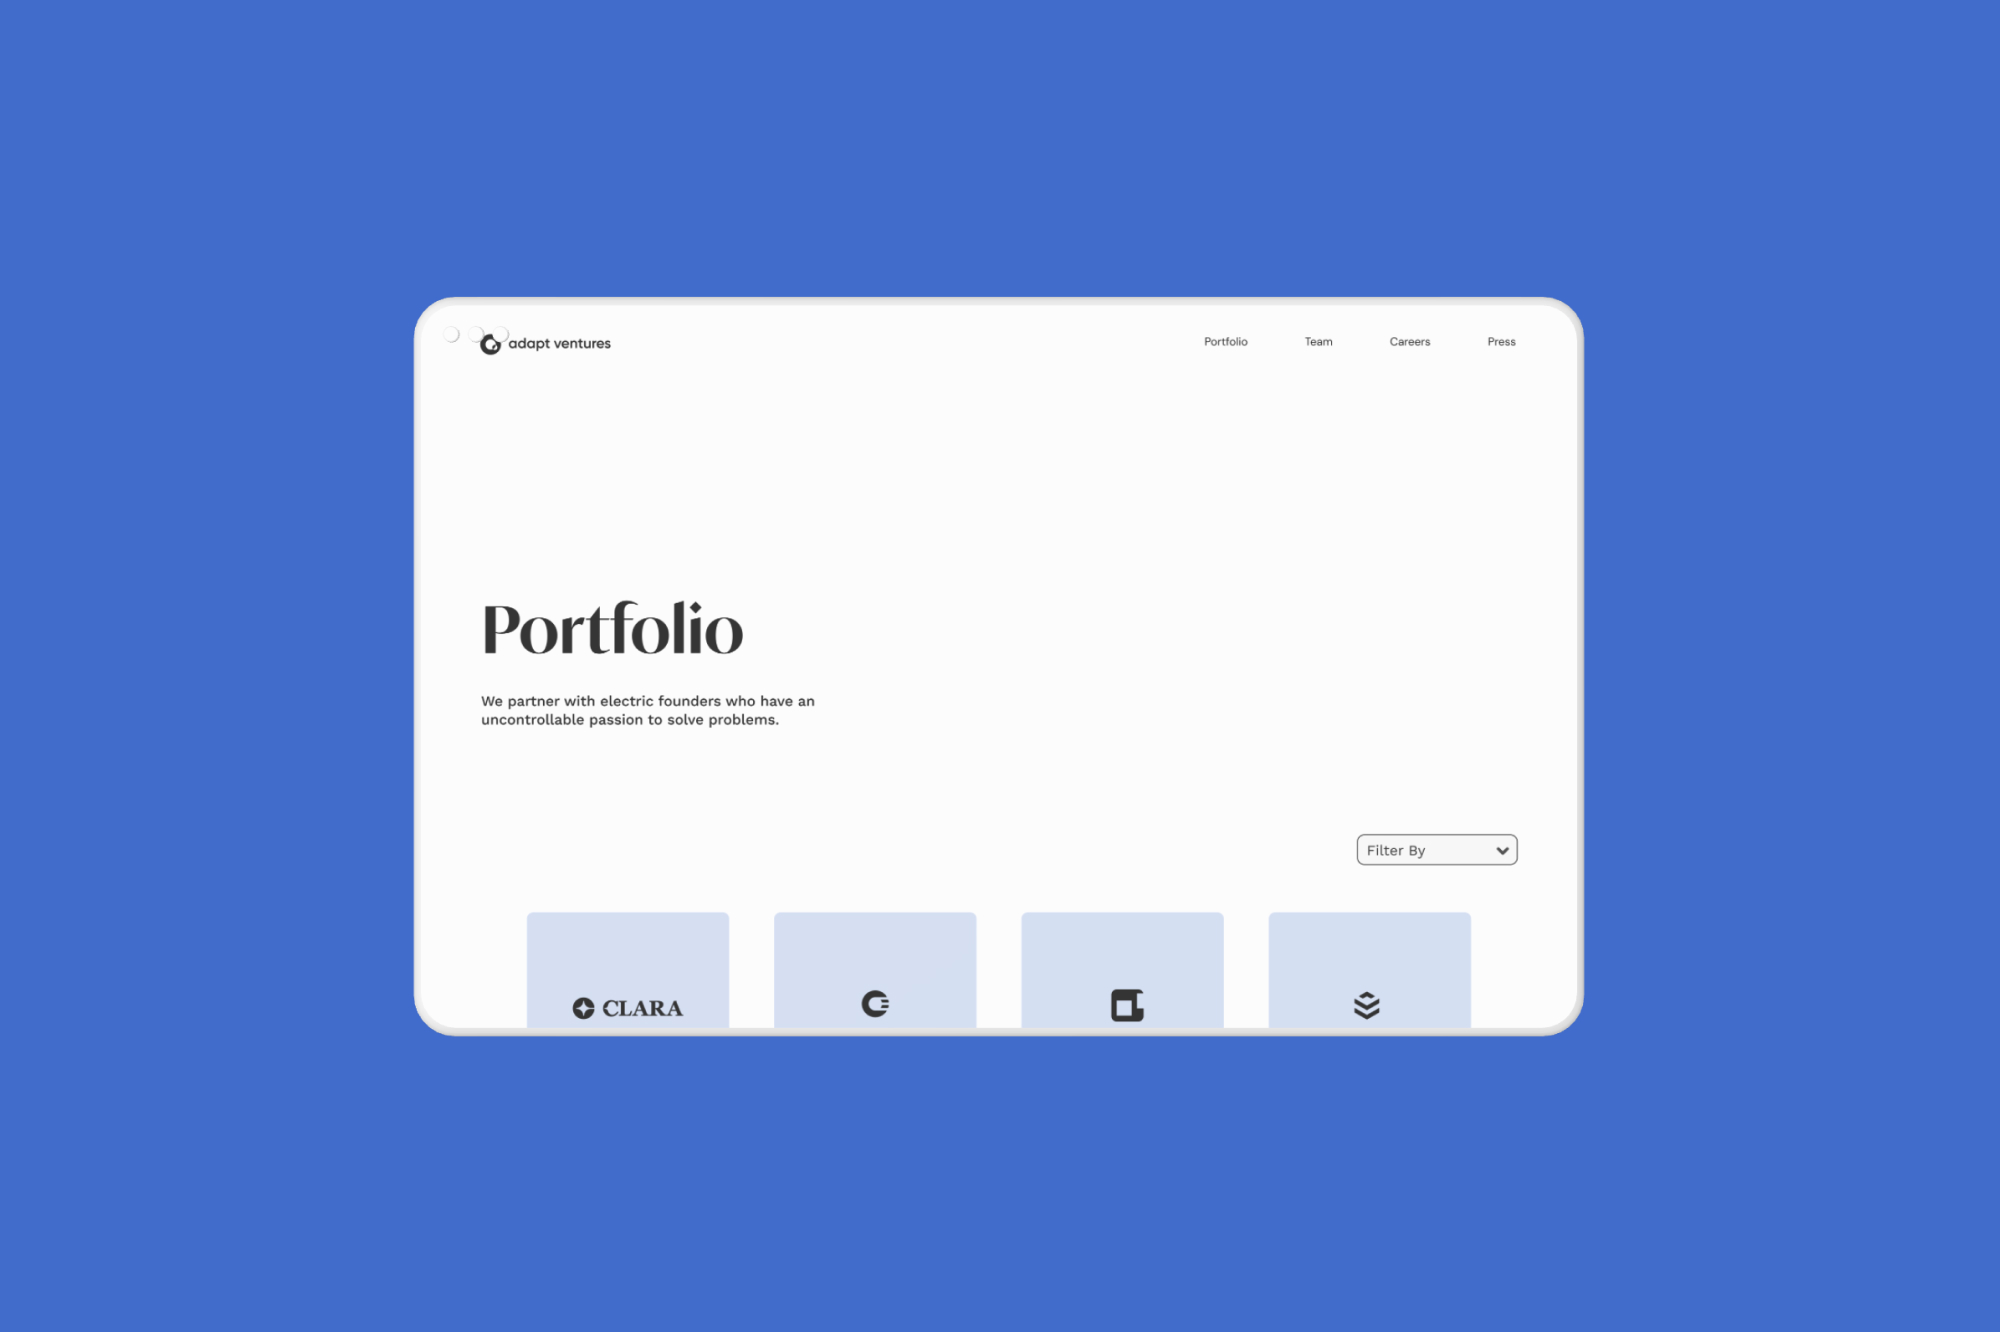 adapt ventures
Portfolio
Team
Careers
Press
Portfolio
We partner with electric founders who have an
uncontrollable passion to solve problems.
Filter By
CLARA